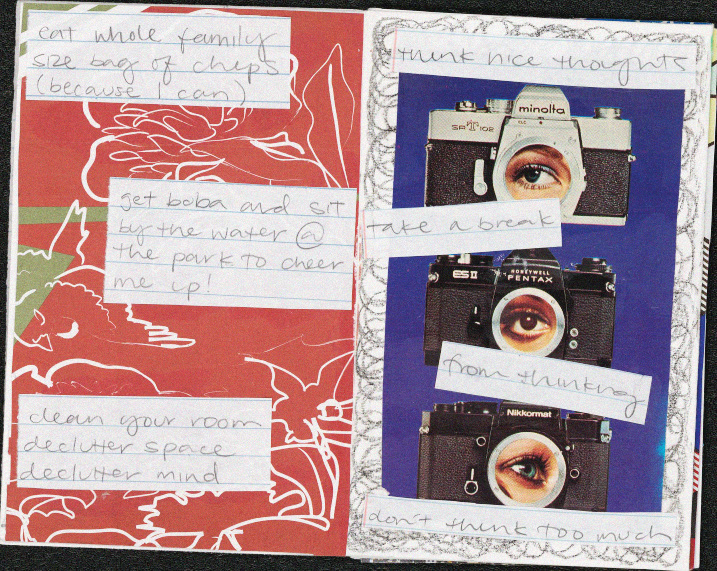 eat whole family
size bag of chips
(because I can)
get boba and sit
by the water @
the park to cheer
me up!
clean your room
declutter space
declutter mind
think nice thoughts
minolta
SRT 102
take a break
ES II
HONEYWELL
PENTAX
from thinking
Nikkormat
don't think too much